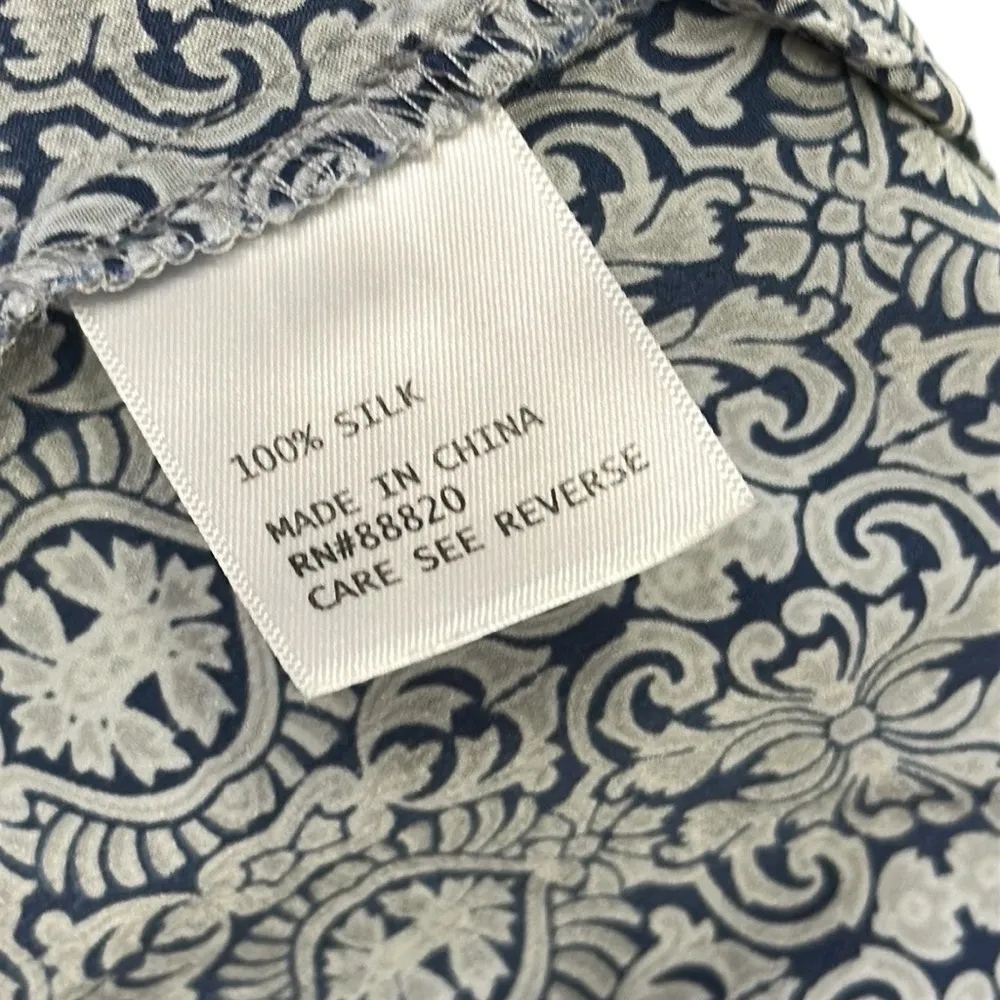 100% SILK
MADE IN CHINA
RN#88820
CARE SEE REVERSE